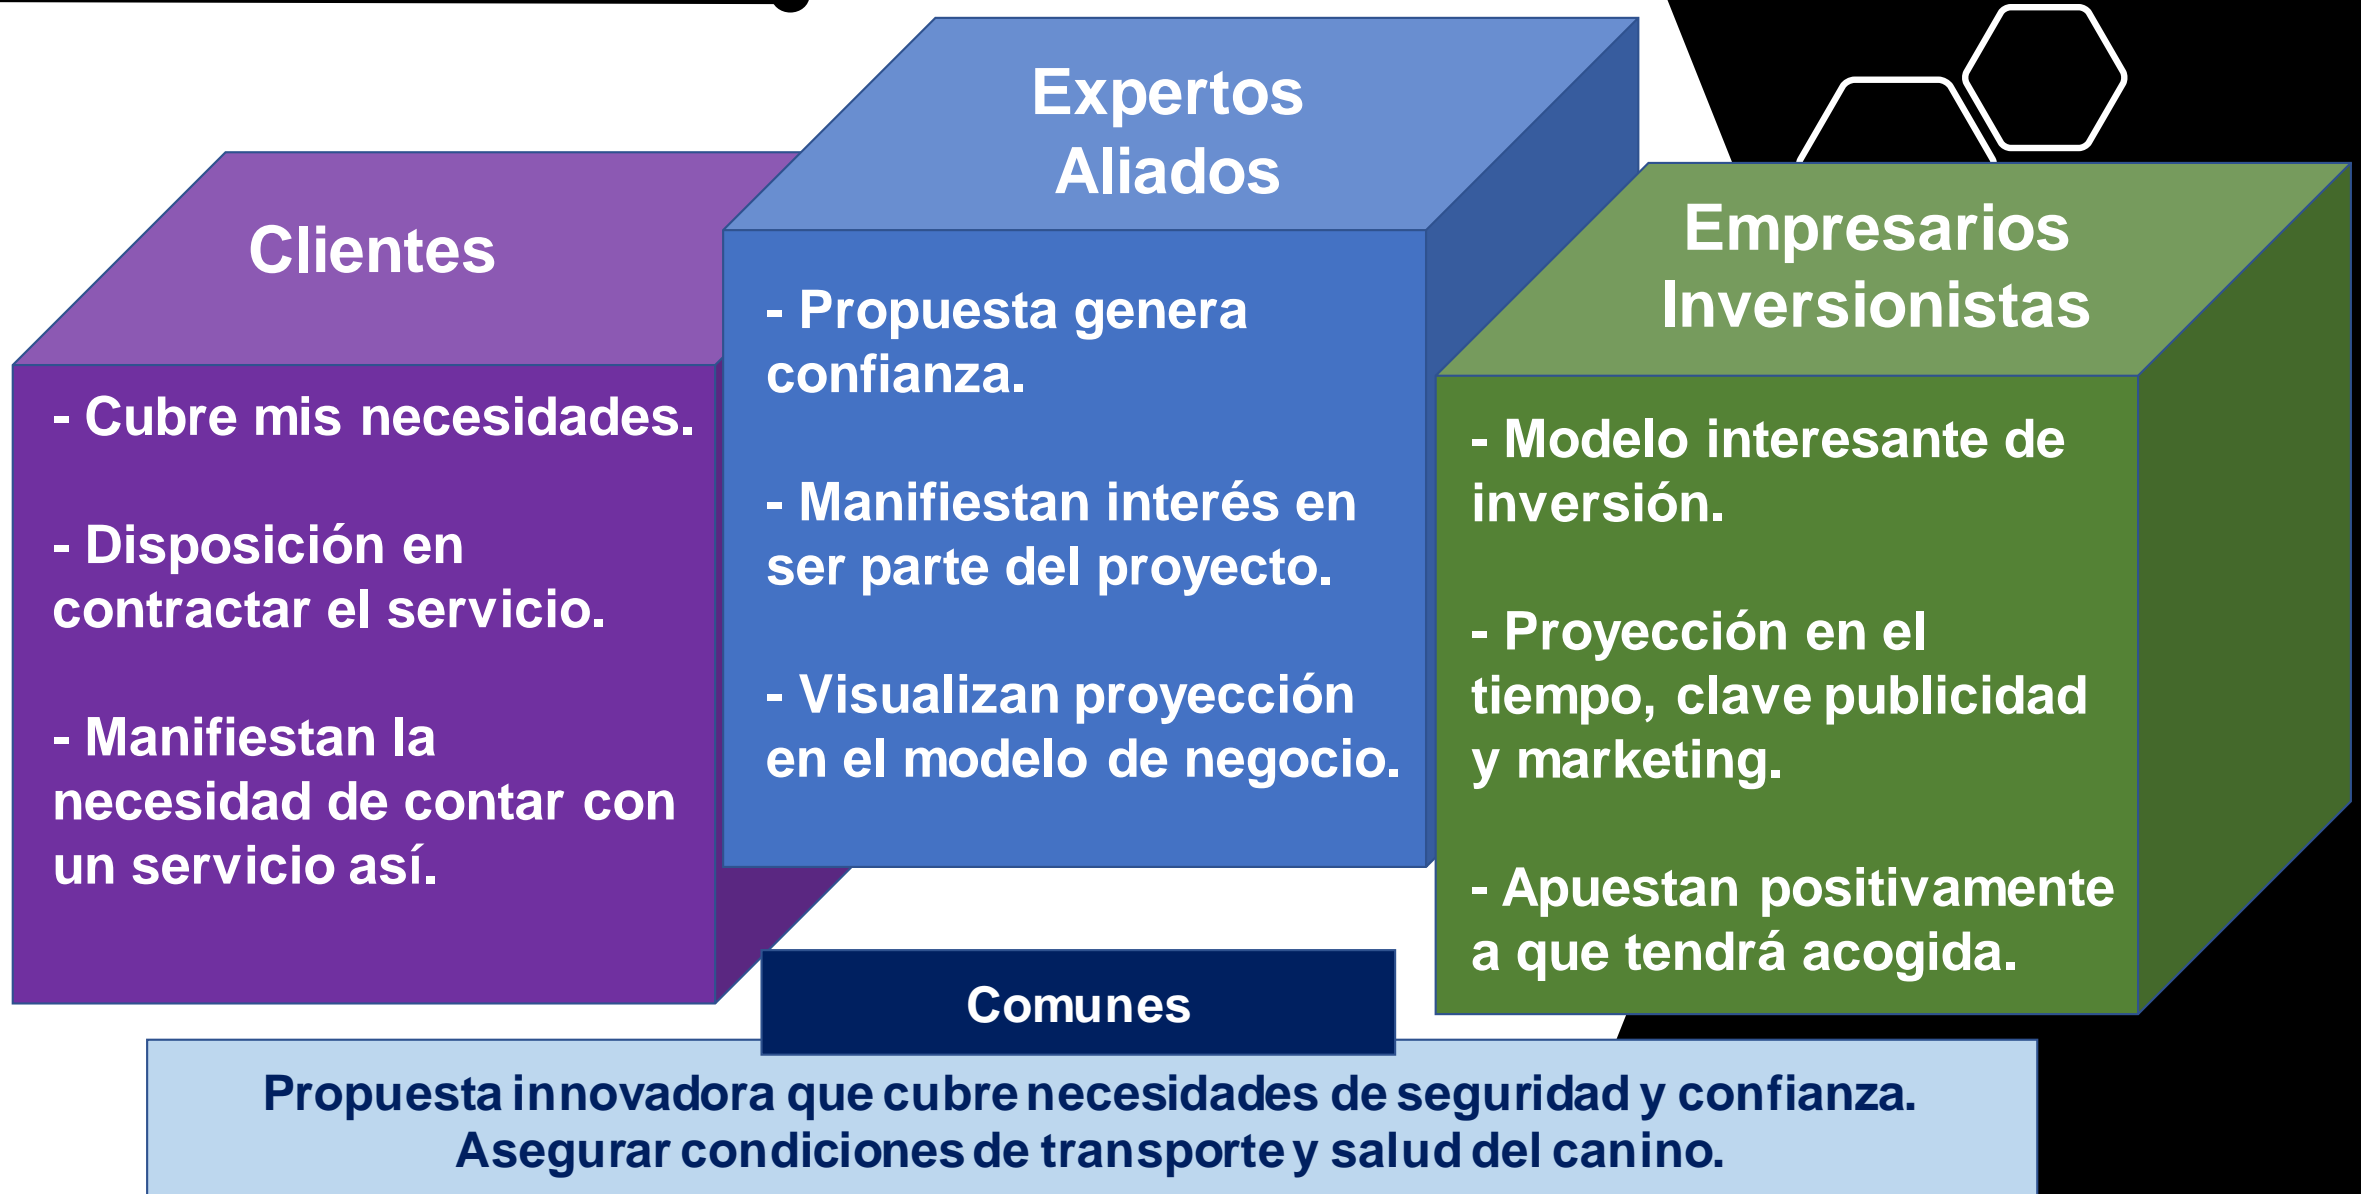 Clientes
- Cubre mis necesidades.
- Disposición en
contractar el servicio.
- Manifiestan la
necesidad de contar con
un servicio así.
Expertos
Aliados
- Propuesta genera
confianza.
- Manifiestan interés en
ser parte del proyecto.
- Visualizan proyección
en el modelo de negocio.
Empresarios
Inversionistas
- Modelo interesante de
inversión.
- Proyección en el
tiempo, clave publicidad
y marketing.
- Apuestan positivamente
a que tendrá acogida.
Comunes
Propuesta innovadora que cubre necesidades de seguridad y confianza.
Asegurar condiciones de transporte y salud del canino.